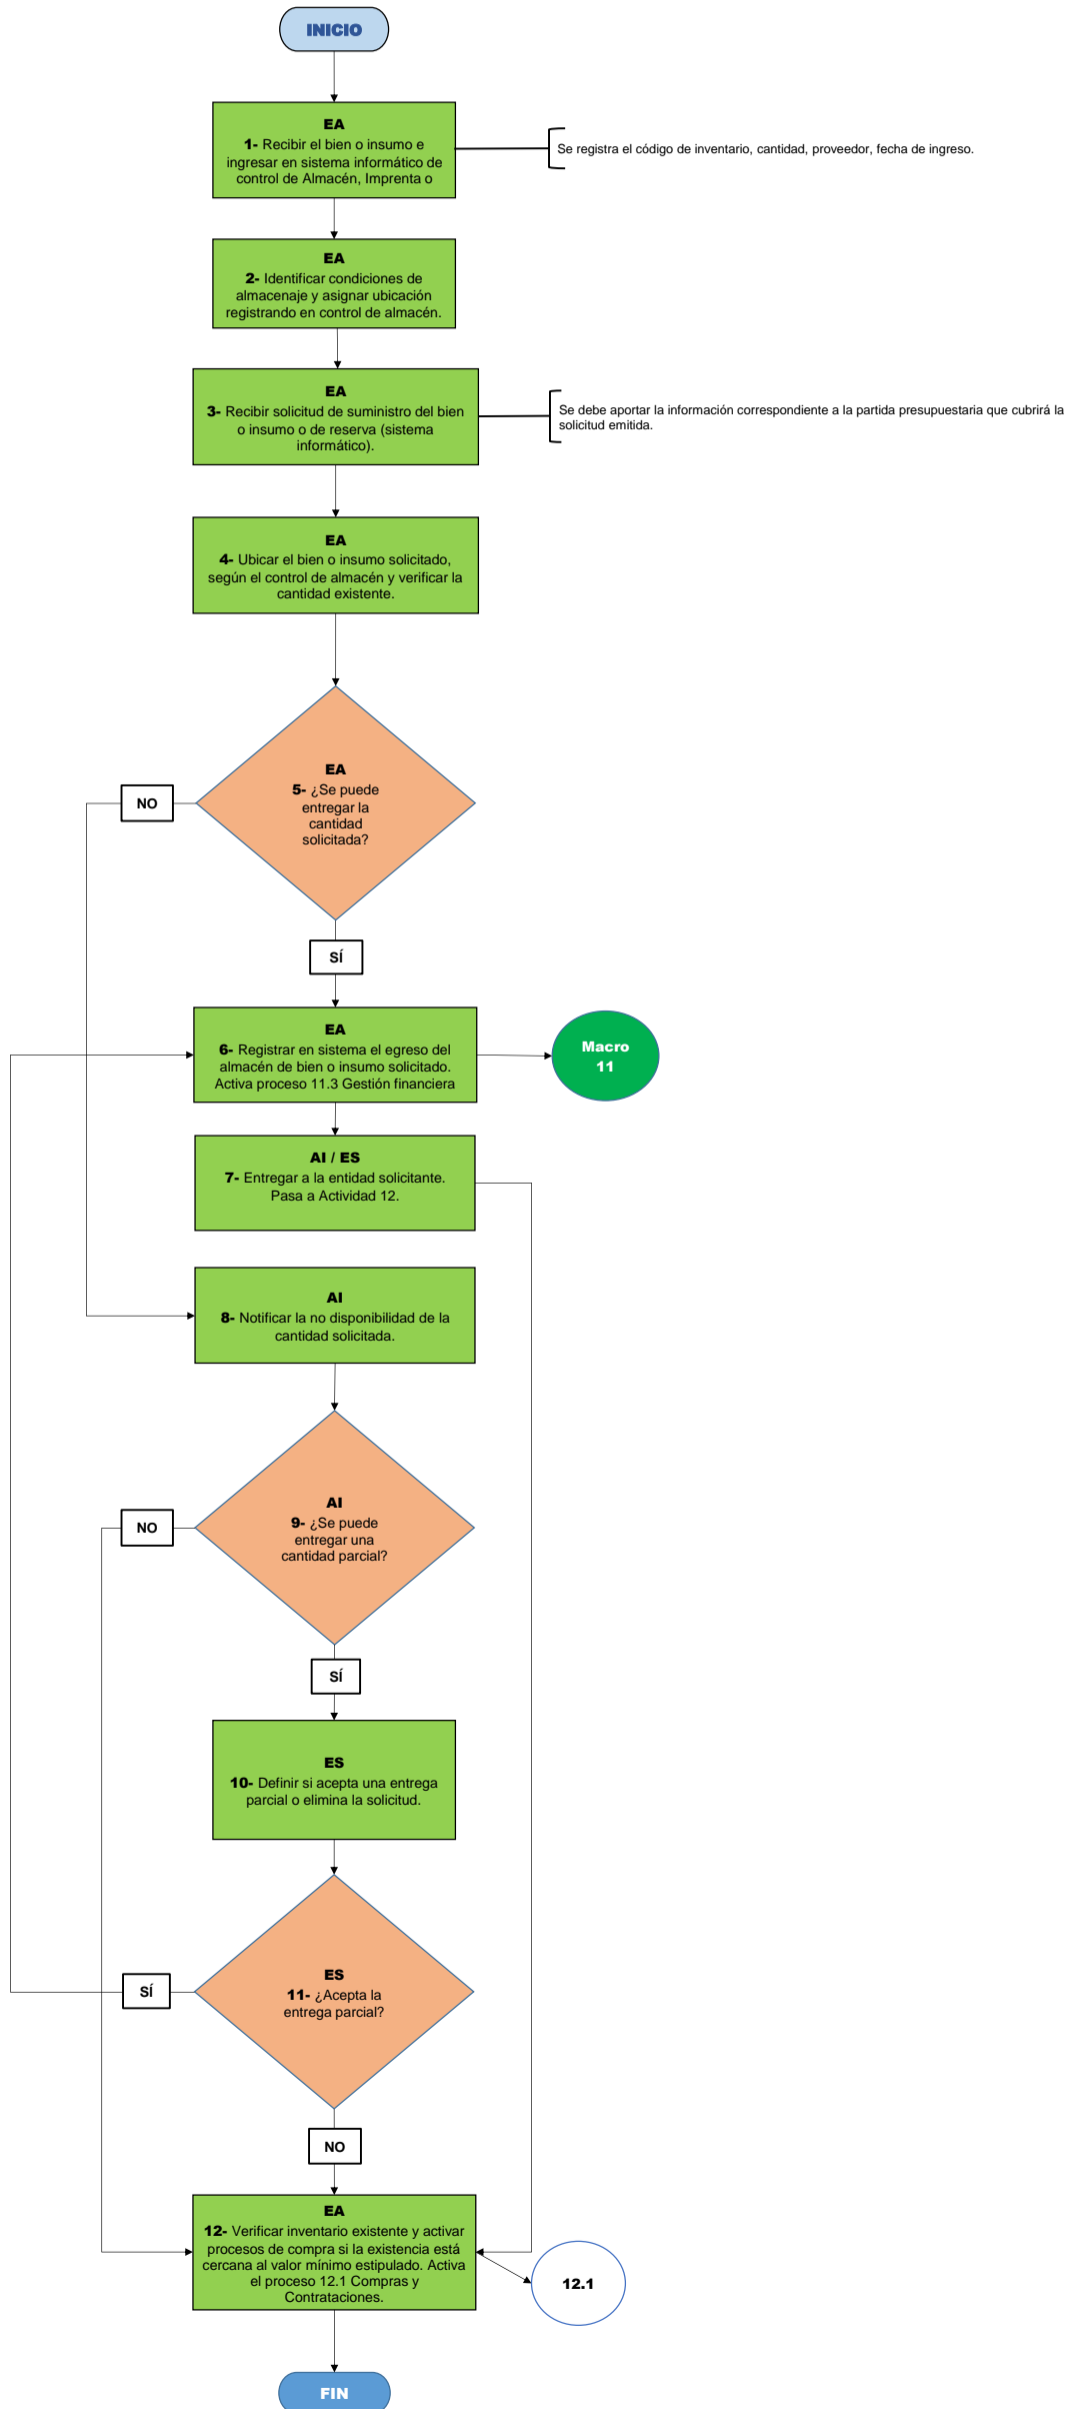 INICIO
EA
1- Recibir el bien o insumo e
ingresar en sistema informático de
control de Almacén, Imprenta o
Se registra el código de inventario, cantidad, proveedor, fecha de ingreso.
EA
2- Identificar condiciones de
almacenaje y asignar ubicación
registrando en control de almacén.
EA
3- Recibir solicitud de suministro del bien
o insumo o de reserva (sistema
informático).
Se debe aportar la información correspondiente a la partida presupuestaria que cubrirá la
solicitud emitida.
EA
4- Ubicar el bien o insumo solicitado,
según el control de almacén y verificar la
cantidad existente.
EA
5- ¿Se puede
entregar la
cantidad
solicitada?
NO
SÍ
EA
6- Registrar en sistema el egreso del
almacén de bien o insumo solicitado.
Activa proceso 11.3 Gestión financiera
Macro
11
AI / ES
7- Entregar a la entidad solicitante.
Pasa a Actividad 12.
AI
8- Notificar la no disponibilidad de la
cantidad solicitada.
AI
9- ¿Se puede
entregar una
cantidad parcial?
NO
SÍ
ES
10- Definir si acepta una entrega
parcial o elimina la solicitud.
ES
11- ¿Acepta la
entrega parcial?
SÍ
NO
EA
12- Verificar inventario existente y activar
procesos de compra si la existencia está
cercana al valor mínimo estipulado. Activa
el proceso 12.1 Compras y
Contrataciones.
12.1
FIN